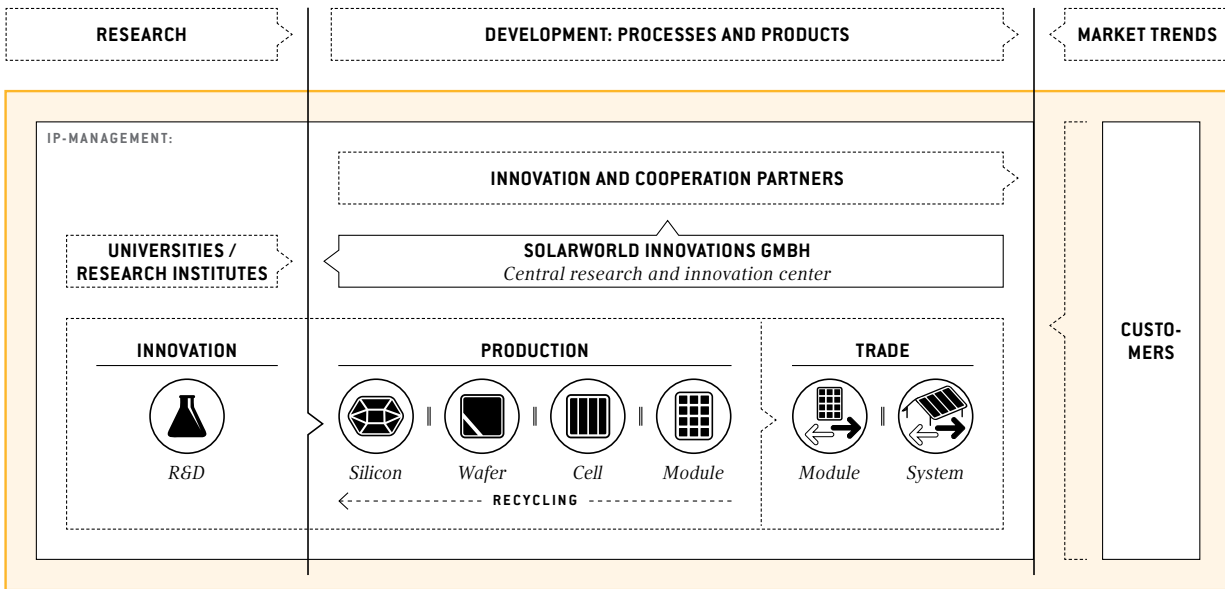 RESEARCH
DEVELOPMENT: PROCESSES AND PRODUCTS
MARKET TRENDS
IP-MANAGEMENT:
INNOVATION AND COOPERATION PARTNERS
UNIVERSITIES /
RESEARCH INSTITUTES
SOLARWORLD INNOVATIONS GMBH
Central research and innovation center
INNOVATION
PRODUCTION
TRADE
R&D
Silicon
Wafer
Cell
Module
Module
System
RECYCLING
CUSTO-
MERS